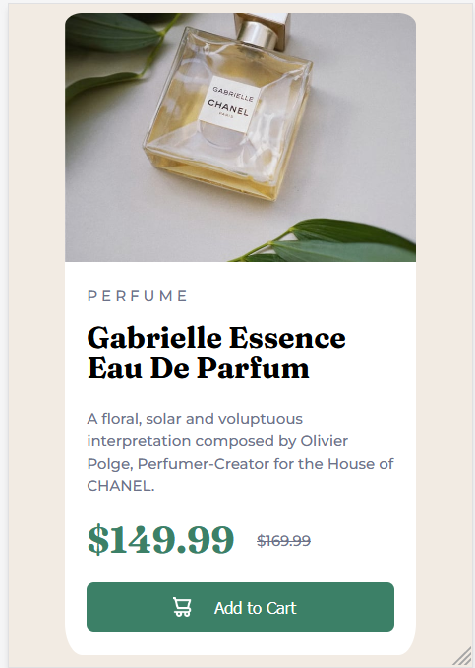 GABRIELLE
CHANEL
PARIS
PERFUME
Gabrielle Essence
Eau De Parfum
A floral, solar and voluptuous
interpretation composed by Olivier
Polge, Perfumer-Creator for the House of
CHANEL.
$149.99 $169.99
Add to Cart